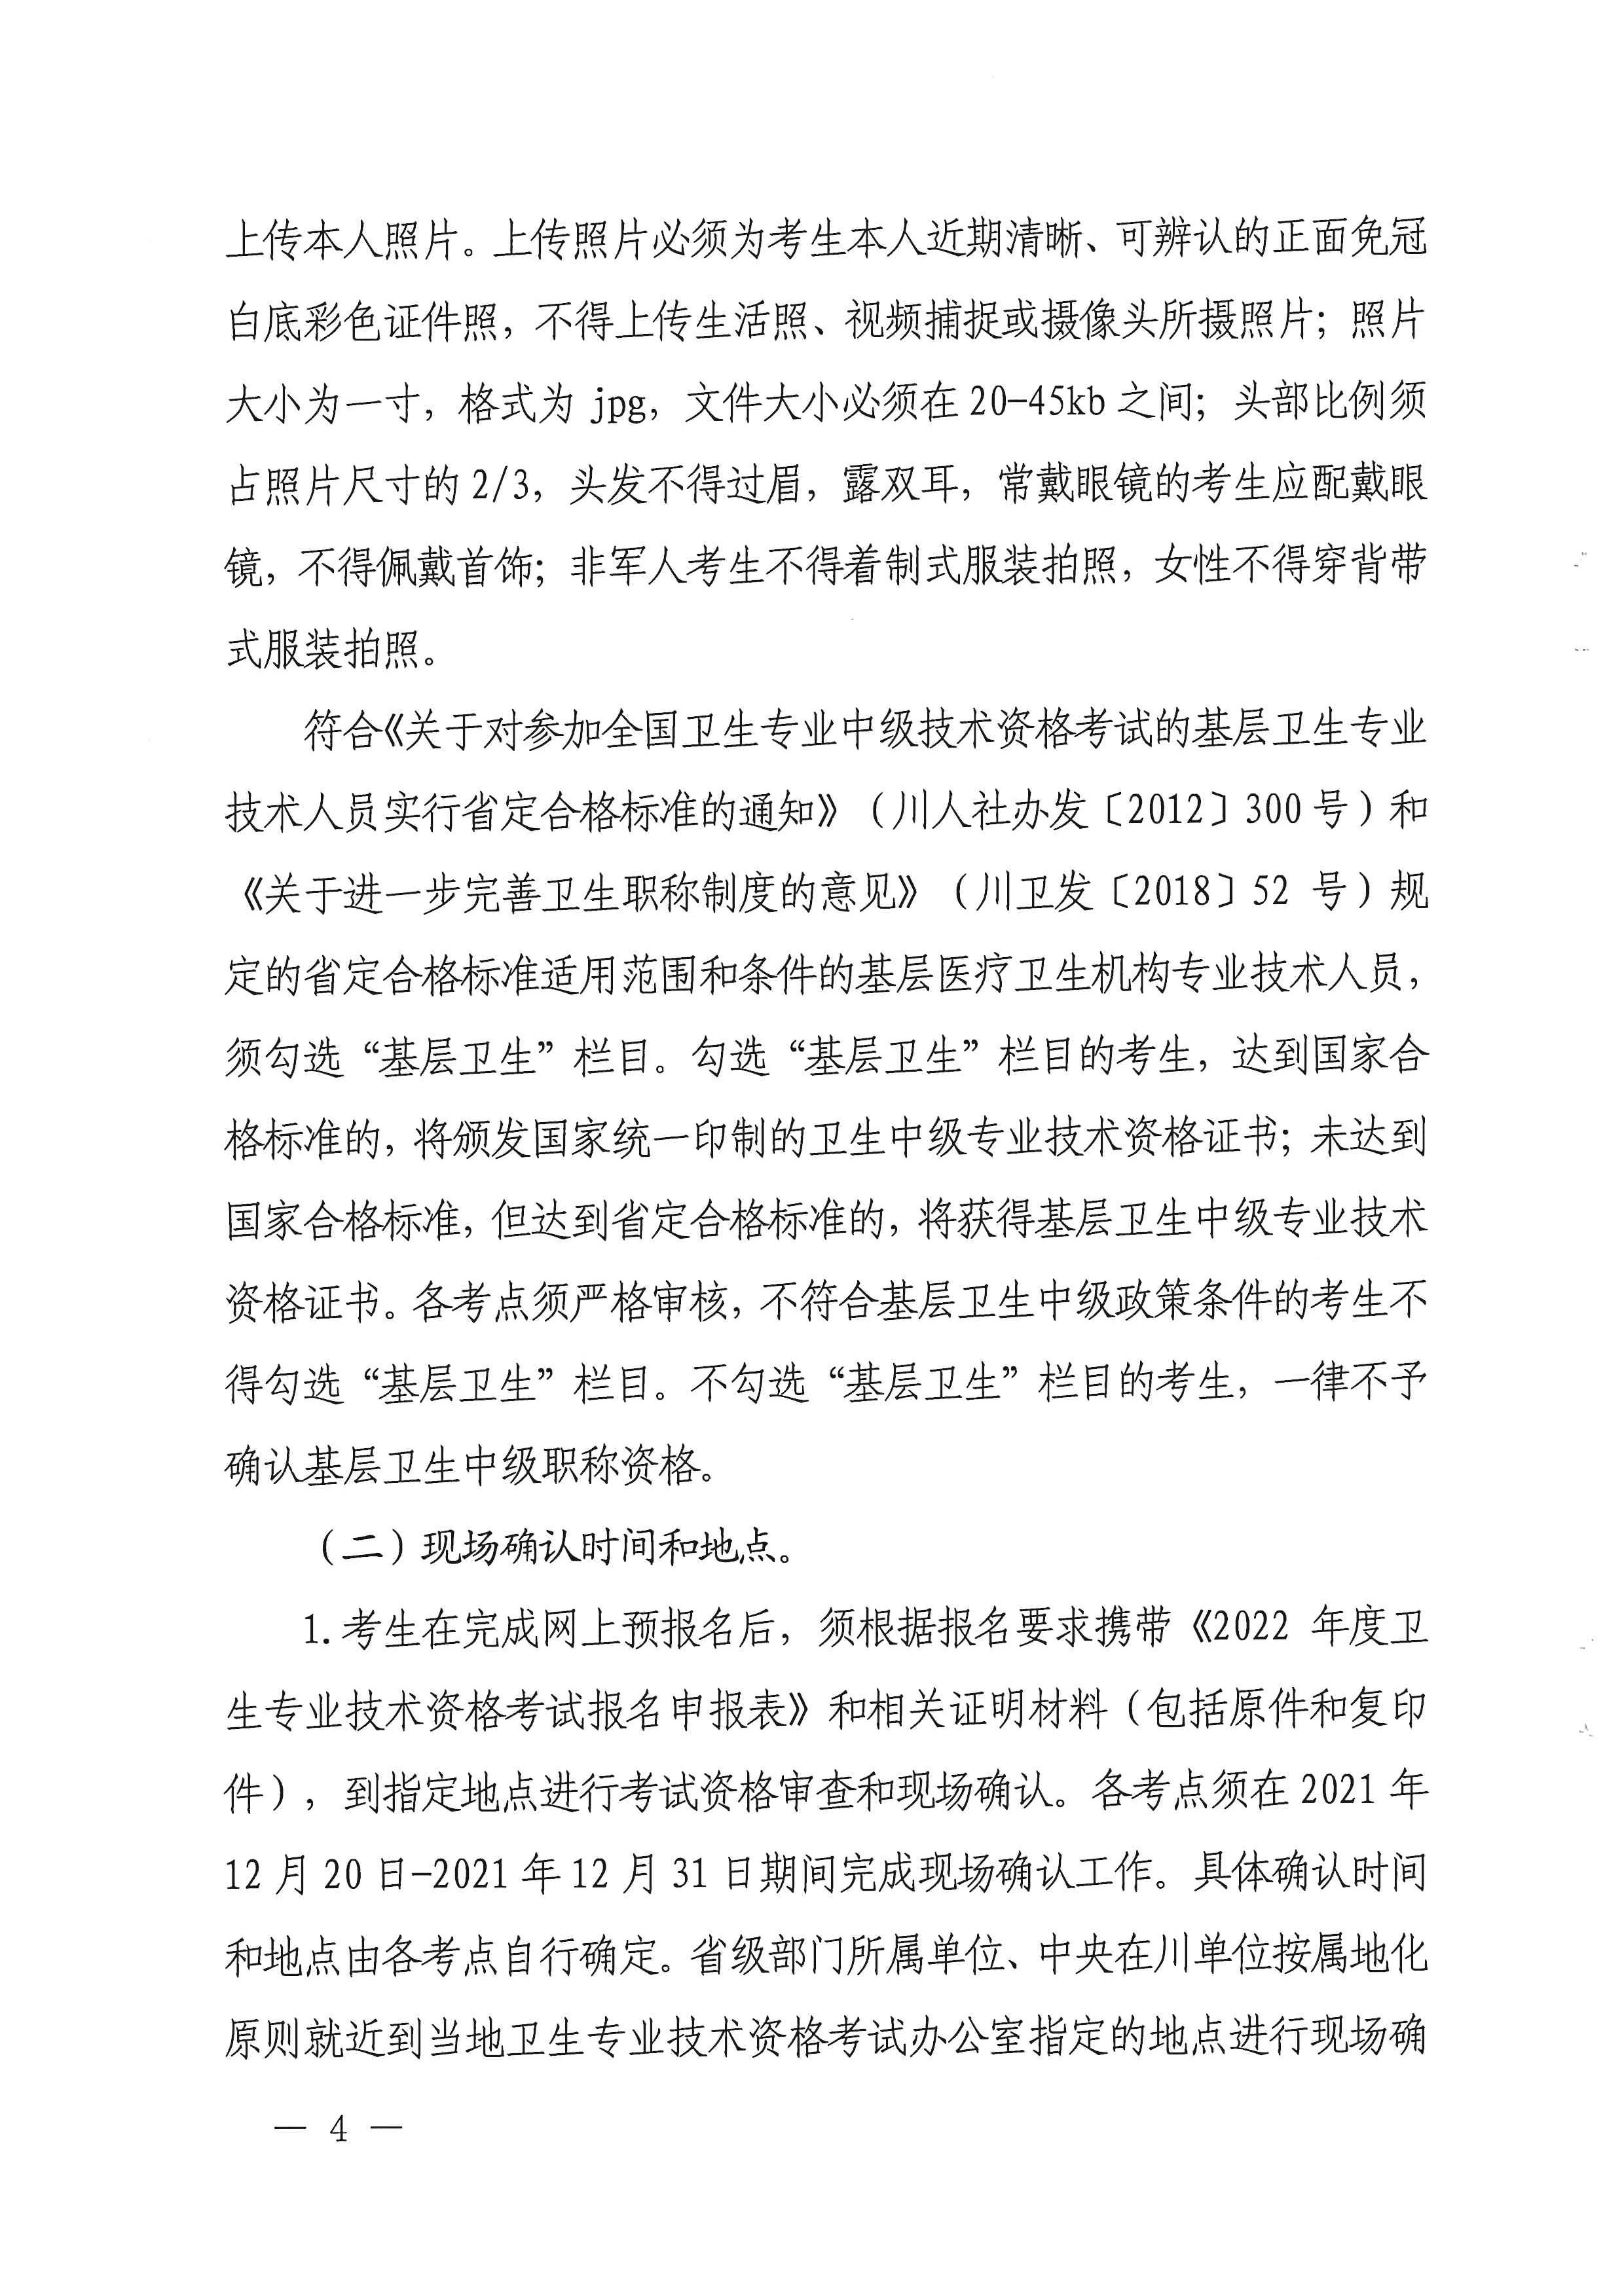 上传本人照片。上传照片必须为考生本人近期清晰、可辨认的正面免冠
白底彩色证件照，不得上传生活照、视频捕捉或摄像头所摄照片；照片
大小为一寸，格式为 jpg，文件大小必须在 20-45kb 之间；头部比例须
占照片尺寸的 2/3，头发不得过眉，露双耳，常戴眼镜的考生应配戴眼
镜，不得佩戴首饰；非军人考生不得着制式服装拍照，女性不得穿背带
式服装拍照。
符合《关于对参加全国卫生专业中级技术资格考试的基层卫生专业
技术人员实行省定合格标准的通知》（川人社办发〔2012〕300 号）和
《关于进一步完善卫生职称制度的意见》（川卫发〔2018〕52 号）规
定的省定合格标准适用范围和条件的基层医疗卫生机构专业技术人员，
须勾选“基层卫生”栏目。勾选“基层卫生”栏目的考生，达到国家合
格标准的，将颁发国家统一印制的卫生中级专业技术资格证书；未达到
国家合格标准，但达到省定合格标准的，将获得基层卫生中级专业技术
资格证书。各考点须严格审核，不符合基层卫生中级政策条件的考生不
得勾选“基层卫生”栏目。不勾选“基层卫生”栏目的考生，一律不予
确认基层卫生中级职称资格。
（二）现场确认时间和地点。
1.考生在完成网上预报名后，须根据报名要求携带《2022 年度卫
生专业技术资格考试报名申报表》和相关证明材料（包括原件和复印
件），到指定地点进行考试资格审查和现场确认。各考点须在 2021 年
12 月 20 日-2021 年 12 月 31 日期间完成现场确认工作。具体确认时间
和地点由各考点自行确定。省级部门所属单位、中央在川单位按属地化
原则就近到当地卫生专业技术资格考试办公室指定的地点进行现场确
— 4 —